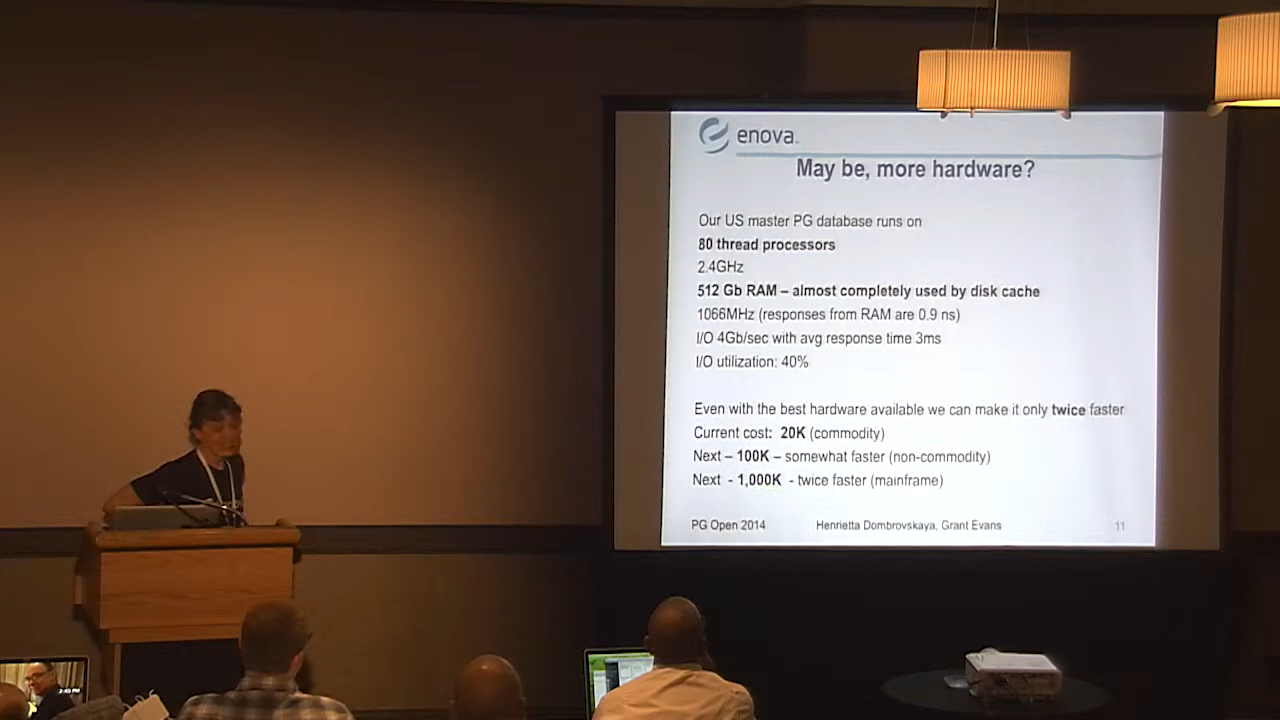 enova
May be, more hardware?
Our US master PG database runs on
80 thread processors
2.4GHz
512 Gb RAM – almost completely used by disk cache
1066MHz (responses from RAM are 0.9 ns)
I/O 4Gb/sec with avg response time 3ms
I/O utilization: 40%
Even with the best hardware available we can make it only twice faster
Current cost: 20K (commodity)
Next – 100K – somewhat faster (non-commodity)
Next - 1,000K - twice faster (mainframe)
PG Open 2014 Henrietta Dombrovskaya, Grant Evans 11